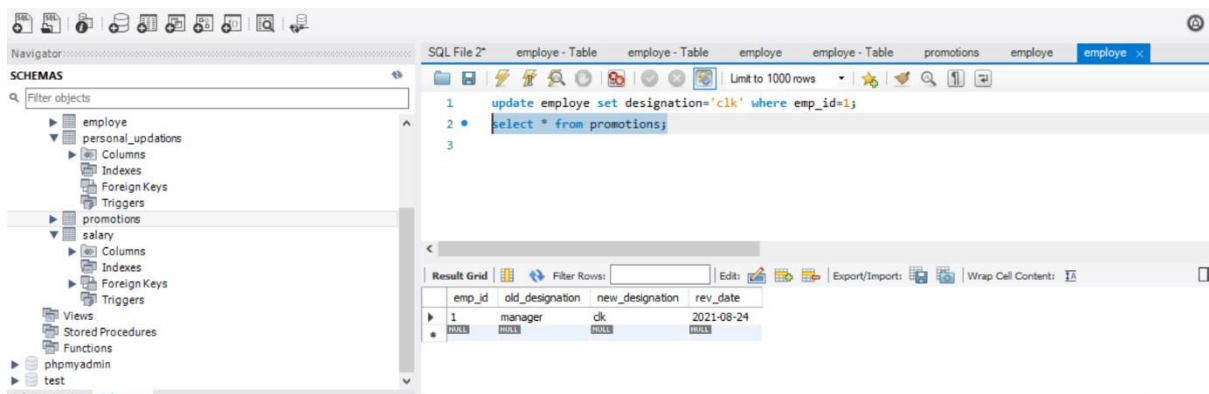 Navigator
SCHEMAS
Filter objects
employe
personal_updations
Columns
Indexes
Foreign Keys
Triggers
promotions
salary
Columns
Indexes
Foreign Keys
Triggers
Views
Stored Procedures
Functions
phpmyadmin
test
SQL File 2* employe - Table employe - Table employe employe - Table promotions employe employe
Limit to 1000 rows
1 update employe set designation='clk' where emp_id=1;
2 select * from promotions;
3
Result Grid Filter Rows: Edit: Export/Import: Wrap Cell Content:
emp_id old_designation new_designation rev_date
1 manager clk 2021-08-24
NULL NULL NULL NULL